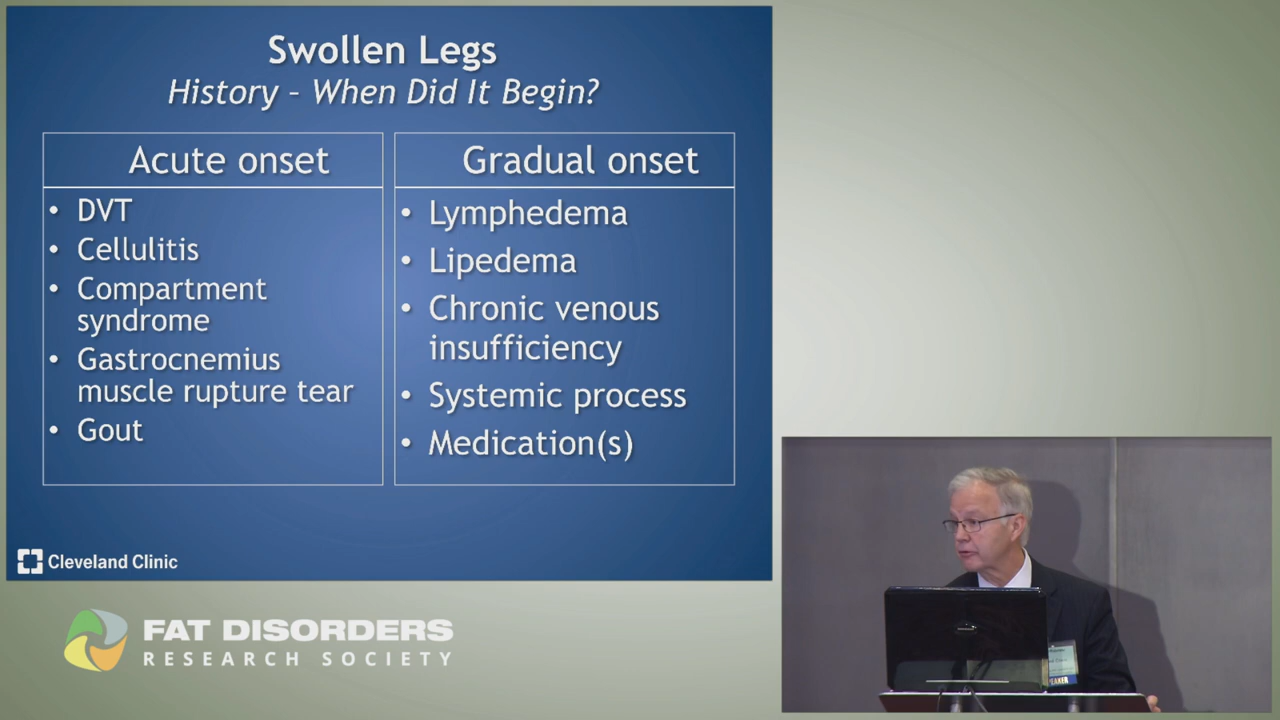 Swollen Legs
History – When Did It Begin?
Acute onset
• DVT
• Cellulitis
• Compartment
syndrome
• Gastrocnemius
muscle rupture tear
• Gout
Gradual onset
• Lymphedema
• Lipedema
• Chronic venous
insufficiency
• Systemic process
• Medication(s)
Cleveland Clinic
FAT DISORDERS
RESEARCH SOCIETY